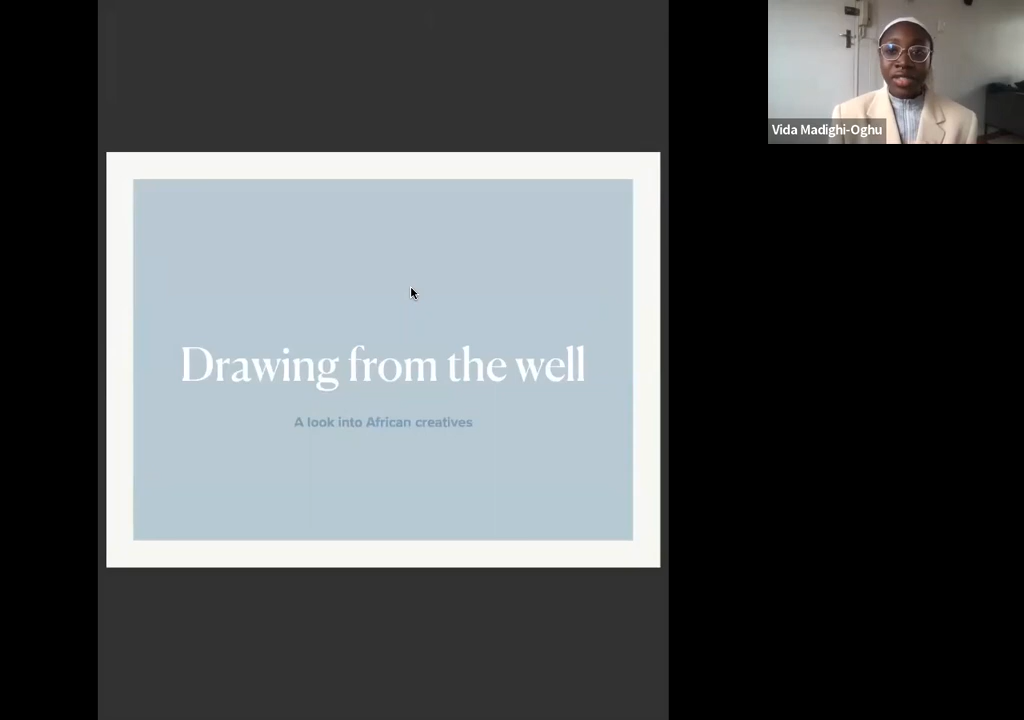 Vida Madighi-Oghu
Drawing from the well
A look into African creatives